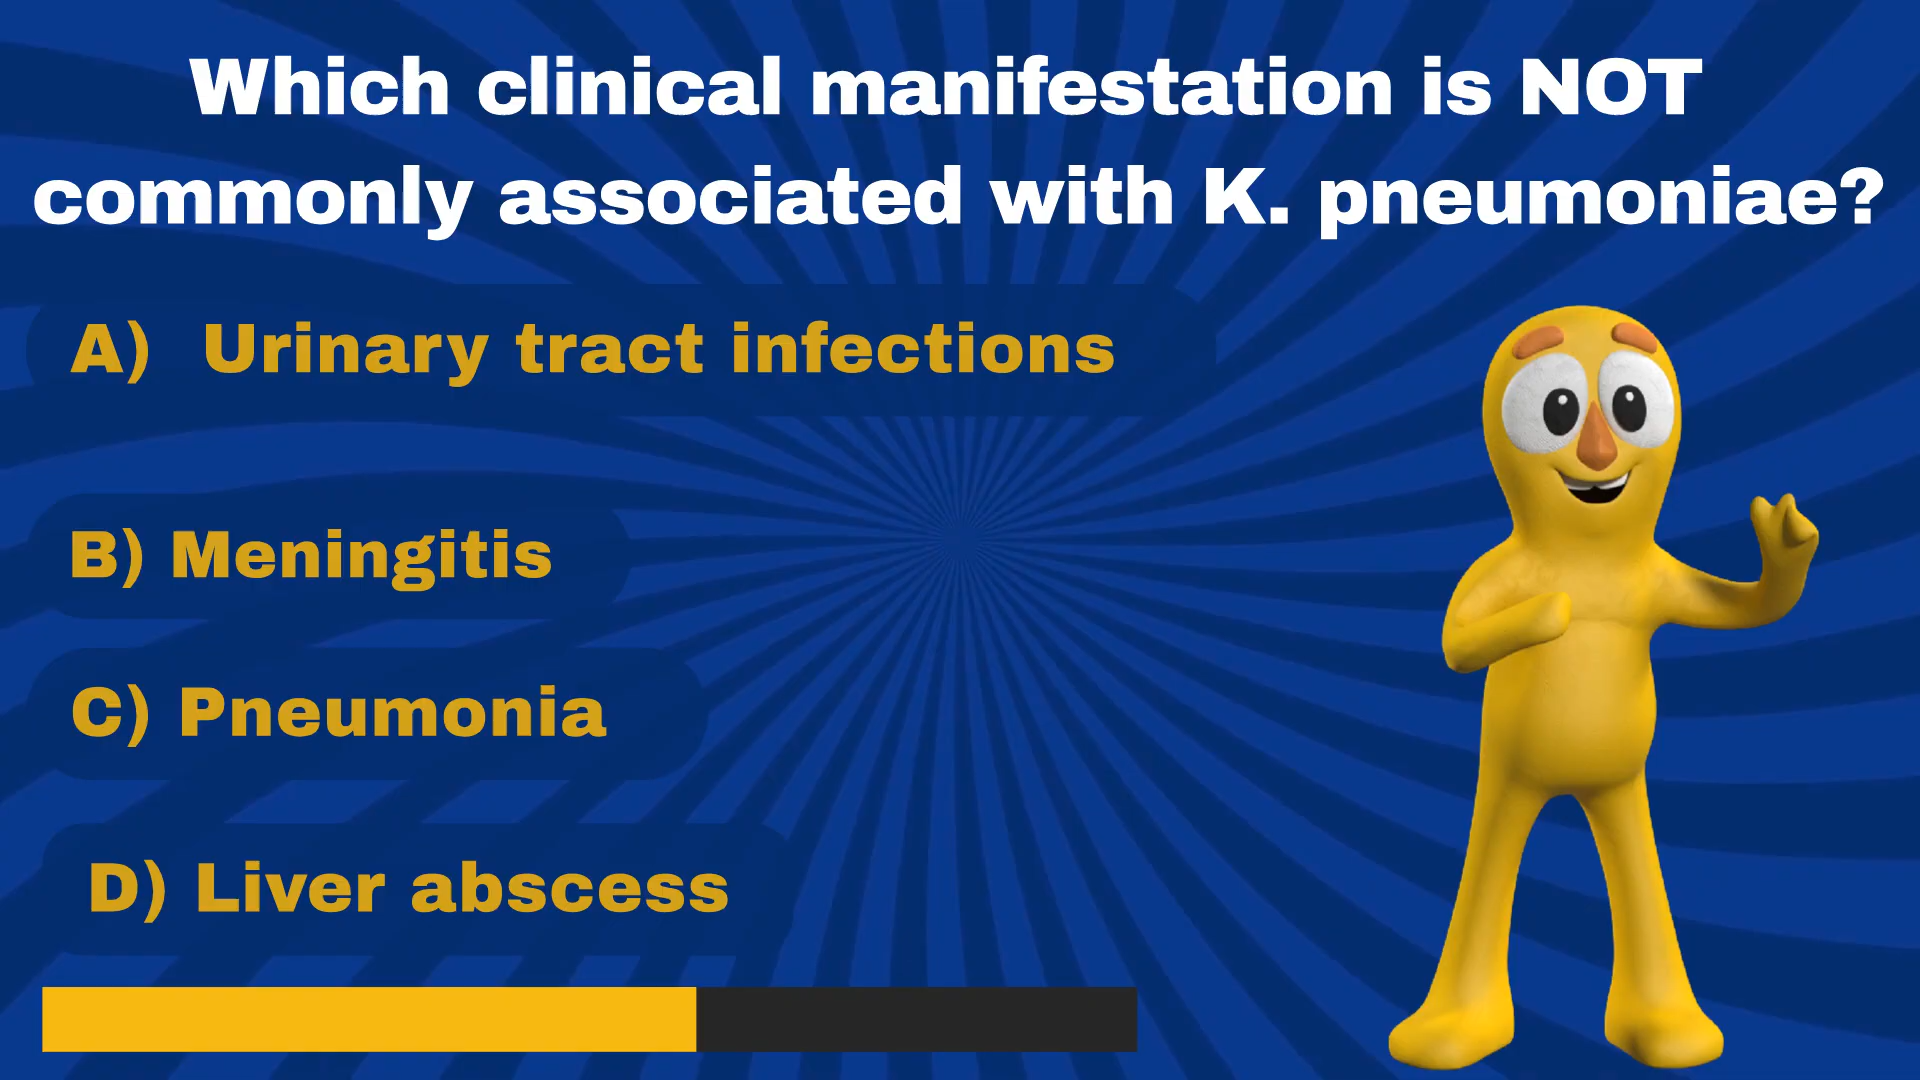 Which clinical manifestation is NOT
commonly associated with K. pneumoniae?
A) Urinary tract infections
B) Meningitis
C) Pneumonia
D) Liver abscess